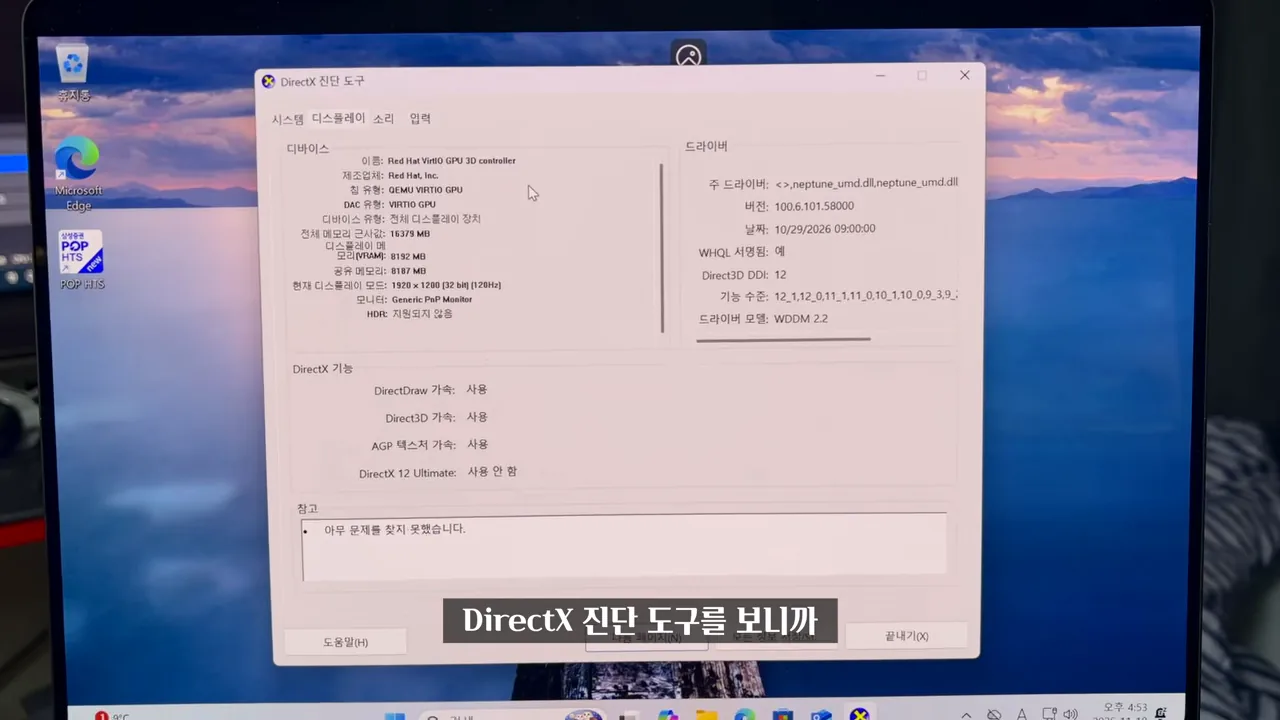 휴지통
Microsoft
Edge
삼성증권
POP
HTS
new
POP HTS
DirectX 진단 도구
시스템 디스플레이 소리 입력
디바이스
이름: Red Hat VirtIO GPU 3D controller
제조업체: Red Hat, Inc.
칩 유형: QEMU VIRTIO GPU
DAC 유형: VIRTIO GPU
디바이스 유형: 전체 디스플레이 장치
전체 메모리 근사값: 16379 MB
디스플레이 메
모리(VRAM): 8192 MB
공유 메모리: 8187 MB
현재 디스플레이 모드: 1920 x 1200 (32 bit) (120Hz)
모니터: Generic PnP Monitor
HDR: 지원되지 않음
드라이버
주 드라이버: <>,neptune_umd.dll,neptune_umd.dll
버전: 100.6.101.58000
날짜: 10/29/2026 09:00:00
WHQL 서명됨: 예
Direct3D DDI: 12
기능 수준: 12_1,12_0,11_1,11_0,10_1,10_0,9_3,9_2
드라이버 모델: WDDM 2.2
DirectX 기능
DirectDraw 가속: 사용
Direct3D 가속: 사용
AGP 텍스처 가속: 사용
DirectX 12 Ultimate: 사용 안 함
참고
• 아무 문제를 찾지 못했습니다.
DirectX 진단 도구를 보니까
도움말(H)
끝내기(X)
1 9°C
A
오후 4:53